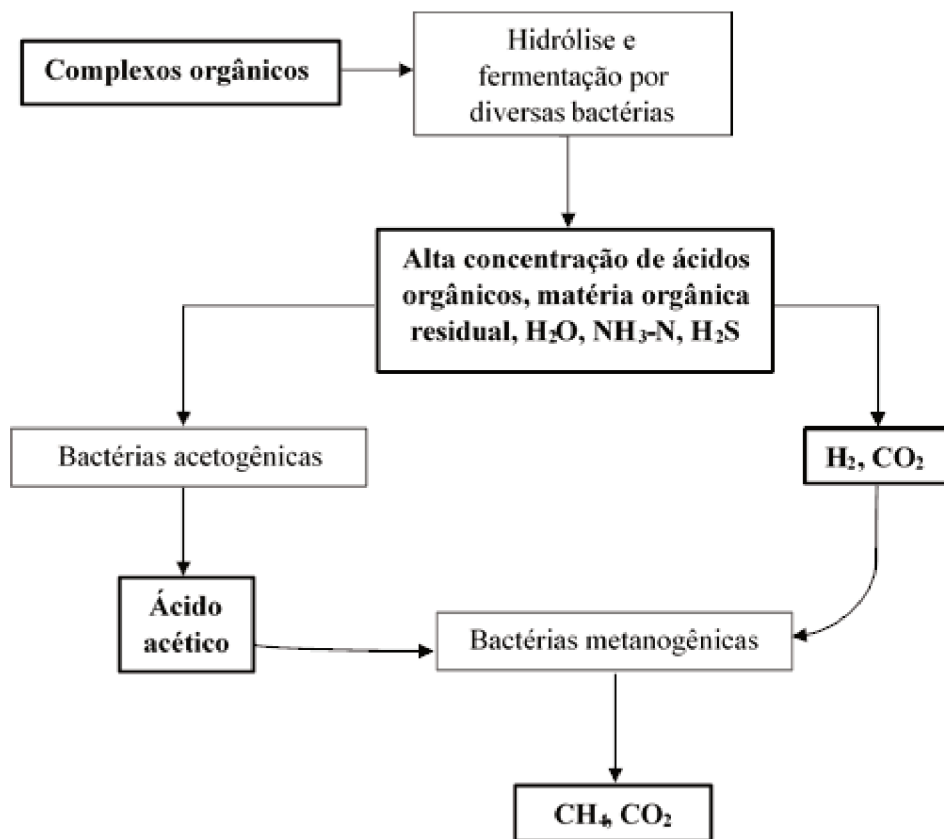 Complexos orgânicos
Hidrólise e
fermentação por
diversas bactérias
Alta concentração de ácidos
orgânicos, matéria orgânica
residual, H₂O, NH₃-N, H₂S
Bactérias acetogênicas
H₂, CO₂
Ácido
acético
Bactérias metanogênicas
CH₄, CO₂